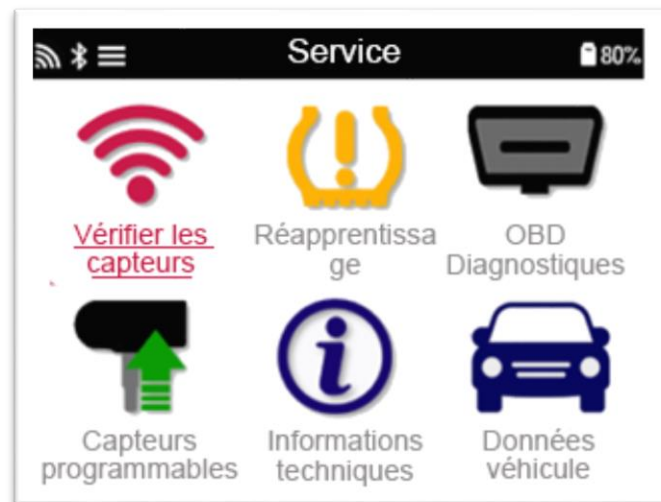 Service
80%
Vérifier les
capteurs
Réapprentissa
ge
OBD
Diagnostiques
Capteurs
programmables
Informations
techniques
Données
véhicule